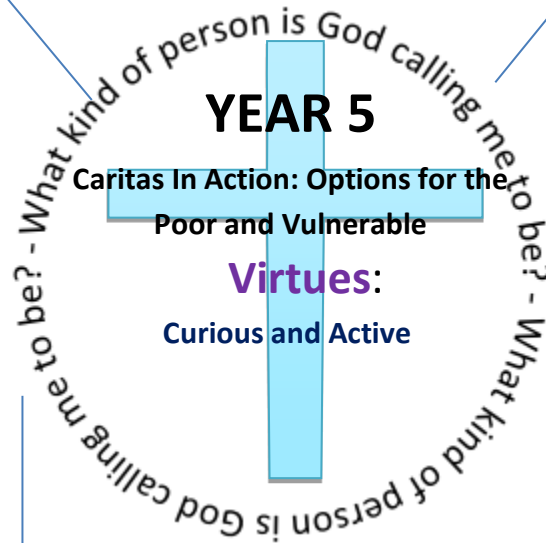 What kind of person is God calling me to be? - What kind of person is God calling me to be? -
YEAR 5
Caritas In Action: Options for the
Poor and Vulnerable
Virtues:
Curious and Active